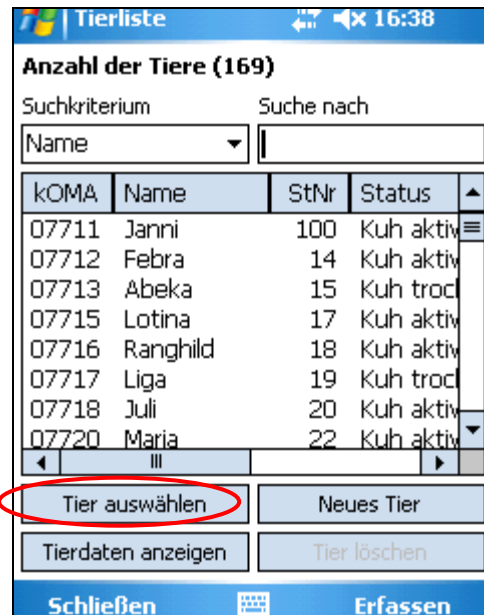 Tierliste 16:38
Anzahl der Tiere (169)
Suchkriterium Suche nach
Name
kOMA Name StNr Status
07711 Janni 100 Kuh aktiv
07712 Febra 14 Kuh aktiv
07713 Abeka 15 Kuh trocl
07715 Lotina 17 Kuh aktiv
07716 Ranghild 18 Kuh aktiv
07717 Liga 19 Kuh trocl
07718 Juli 20 Kuh aktiv
07720 Maria 22 Kuh aktiv
Tier auswählen Neues Tier
Tierdaten anzeigen Tier löschen
Schließen Erfassen